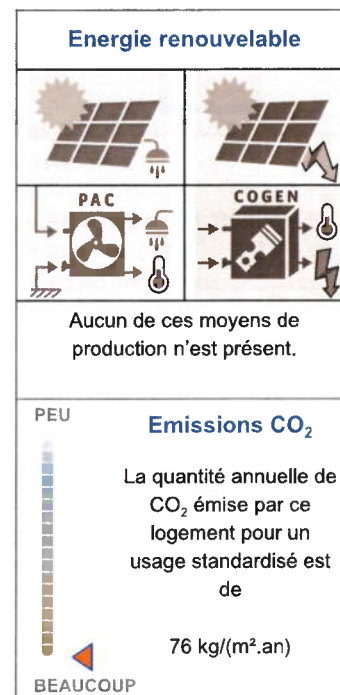 Energie renouvelable
PAC
COGEN
Aucun de ces moyens de
production n'est présent.
PEU
Emissions CO₂
La quantité annuelle de
CO₂ émise par ce
logement pour un
usage standardisé est
de
76 kg/(m².an)
BEAUCOUP